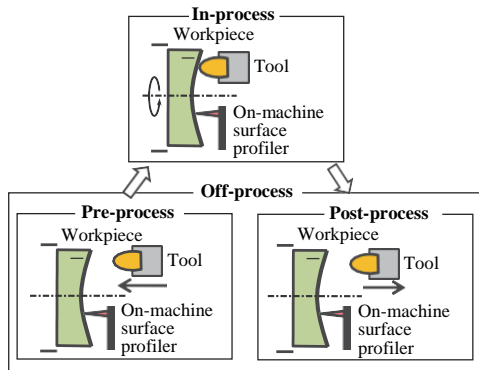 In-process
Workpiece
Tool
On-machine
surface
profiler
Off-process
Pre-process
Workpiece
Tool
On-machine
surface
profiler
Post-process
Workpiece
Tool
On-machine
surface
profiler